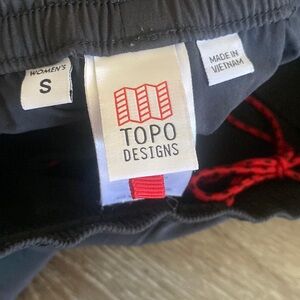 WOMEN'S
S
TOPO
DESIGNS
MADE IN
VIETNAM